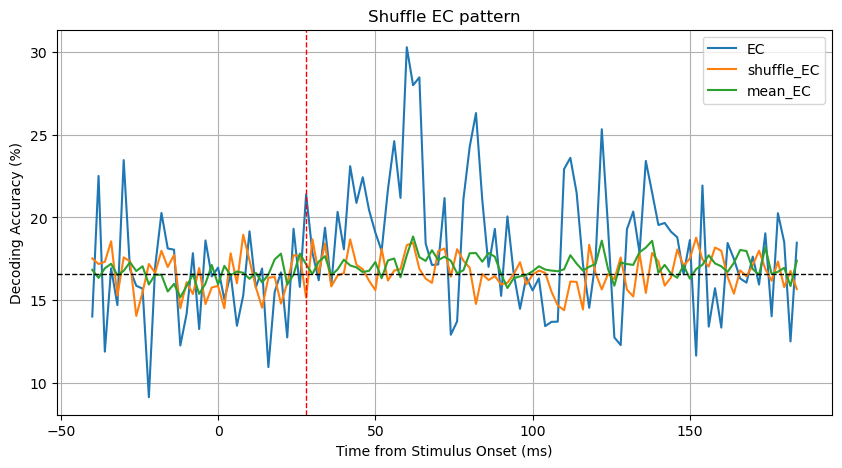 Shuffle EC pattern
EC
shuffle_EC
mean_EC
30
25
20
15
10
Decoding Accuracy (%)
−50
0
50
100
150
Time from Stimulus Onset (ms)